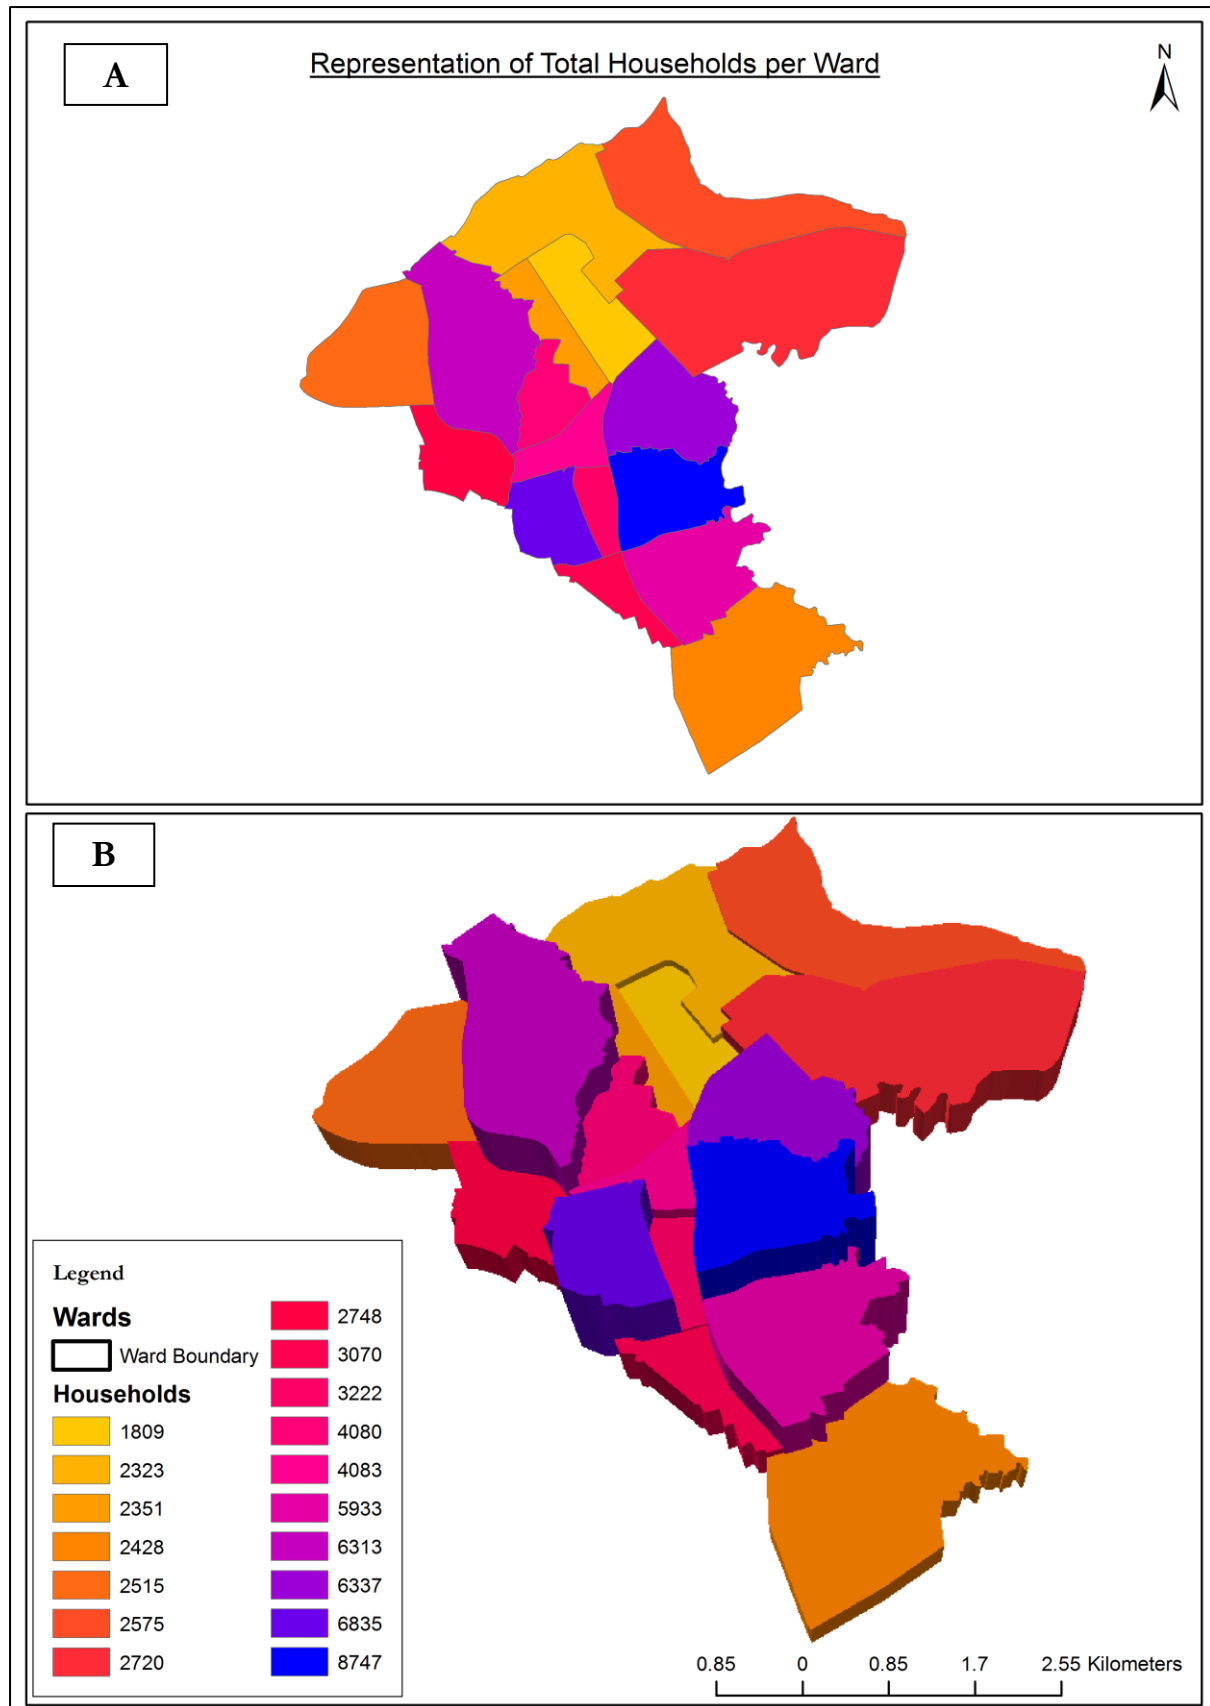 A
Representation of Total Households per Ward
N
B
Legend
Wards
Ward Boundary
Households
1809
2323
2351
2428
2515
2575
2720
2748
3070
3222
4080
4083
5933
6313
6337
6835
8747
0.85 0 0.85 1.7 2.55 Kilometers